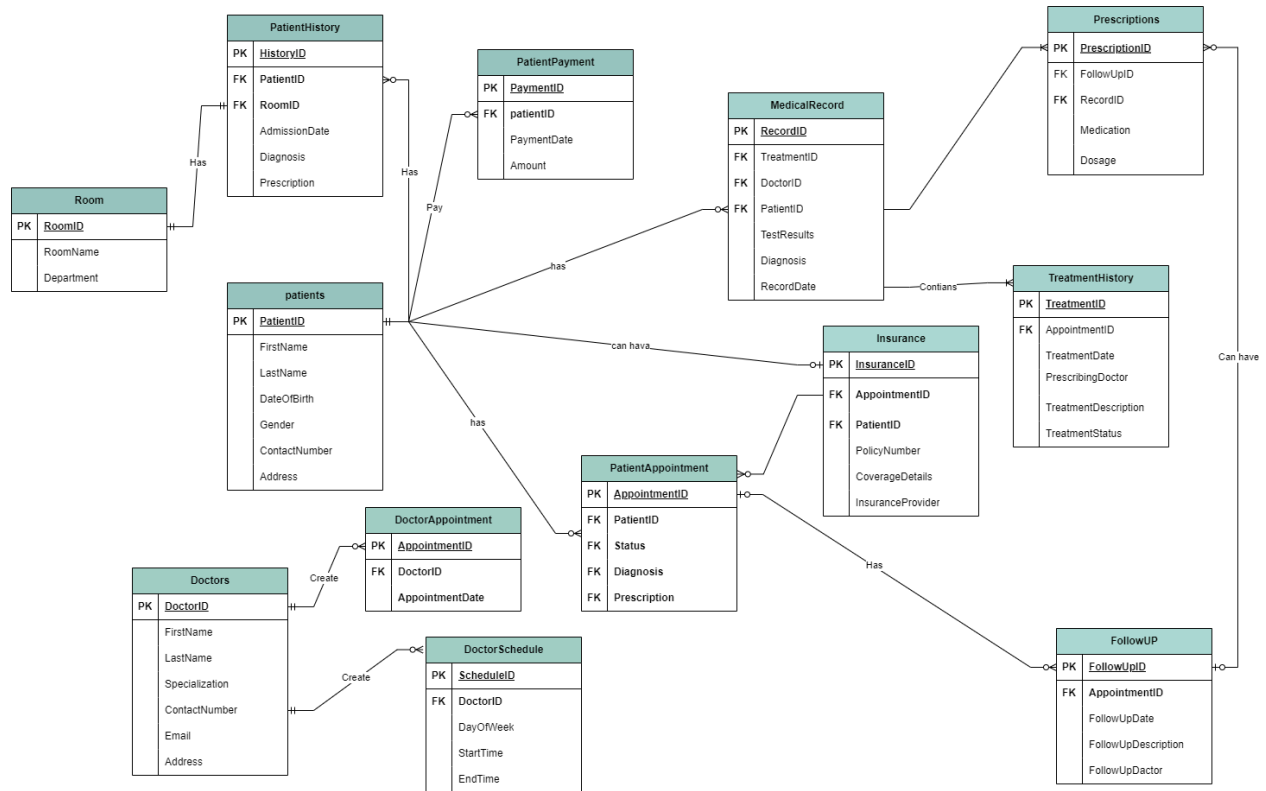 PatientHistory
PK HistoryID
FK PatientID
FK RoomID
AdmissionDate
Diagnosis
Prescription
PatientPayment
PK PaymentID
FK patientID
PaymentDate
Amount
MedicalRecord
PK RecordID
FK TreatmentID
FK DoctorID
FK PatientID
TestResults
Diagnosis
RecordDate
Prescriptions
PK PrescriptionID
FK FollowUpID
FK RecordID
Medication
Dosage
Has
Has
Pay
has
Contians
Can have
Room
PK RoomID
RoomName
Department
patients
PK PatientID
FirstName
LastName
DateOfBirth
Gender
ContactNumber
Address
can hava
has
Insurance
PK InsuranceID
FK AppointmentID
FK PatientID
PolicyNumber
CoverageDetails
InsuranceProvider
TreatmentHistory
PK TreatmentID
FK AppointmentID
TreatmentDate
PrescribingDoctor
TreatmentDescription
TreatmentStatus
PatientAppointment
PK AppointmentID
FK PatientID
FK Status
FK Diagnosis
FK Prescription
Has
DoctorAppointment
PK AppointmentID
FK DoctorID
AppointmentDate
Create
Doctors
PK DoctorID
FirstName
LastName
Specialization
ContactNumber
Email
Address
Create
DoctorSchedule
PK ScheduleID
FK DoctorID
DayOfWeek
StartTime
EndTime
FollowUP
PK FollowUpID
FK AppointmentID
FollowUpDate
FollowUpDescription
FollowUpDactor